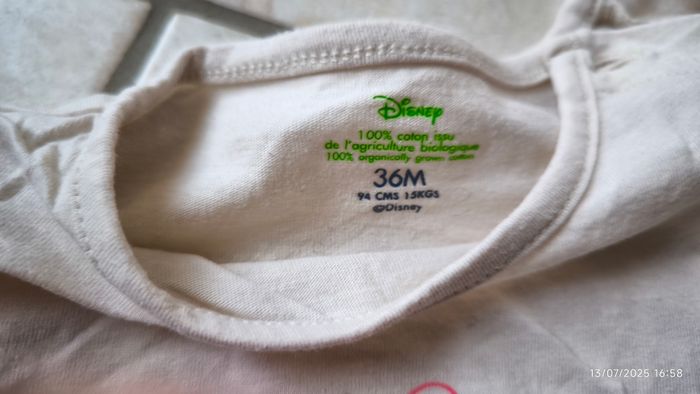 Disney
100% coton issu
de l'agriculture biologique
100% organically grown cotton
36M
94 CMS 15KGS
©Disney
13/07/2025 16:58